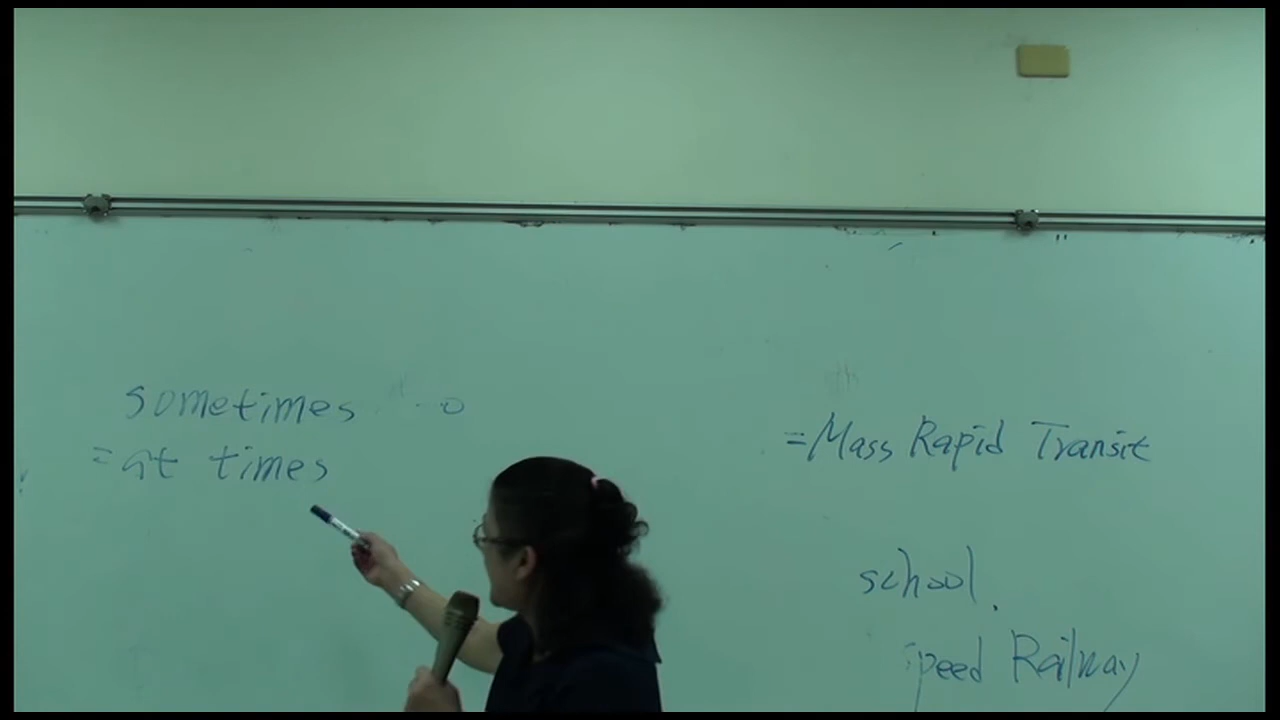 sometimes
= at times
= Mass Rapid Transit
school.
speed Railway